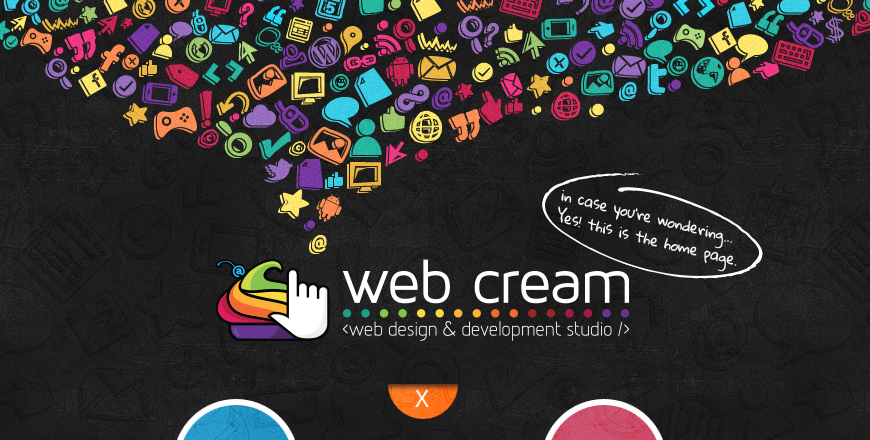 in case you're wondering...
Yes! this is the home page.
web cream
<web design & development studio />
X